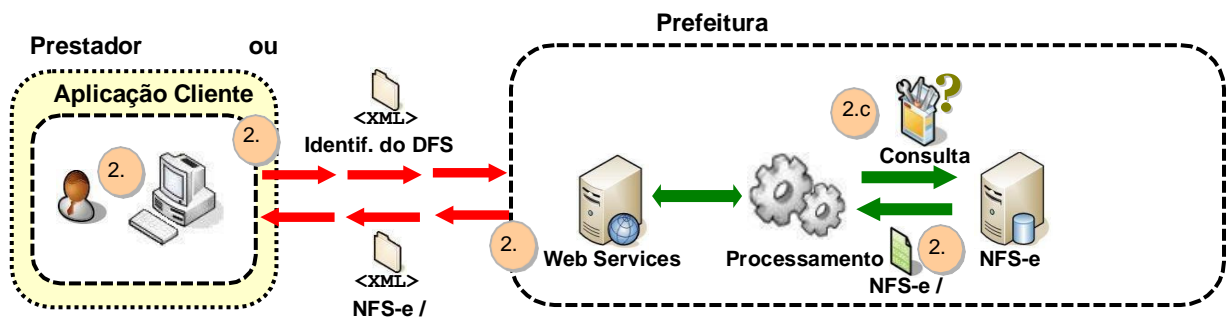 Prefeitura
Prestador ou
Aplicação Cliente
2.
2.
<XML>
Identif. do DFS
2.c
?
Consulta
2.
Web Services
Processamento
2.
NFS-e
NFS-e /
<XML>
NFS-e /